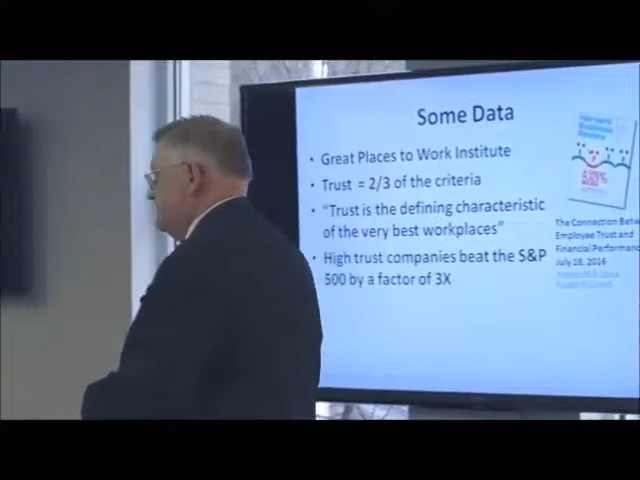 Some Data
• Great Places to Work Institute
• Trust = 2/3 of the criteria
• "Trust is the defining characteristic
of the very best workplaces"
• High trust companies beat the S&P
500 by a factor of 3X
Harvard
Business
Review
The Connection Betw
Employee Trust and
Financial Performanc
July 18, 2016